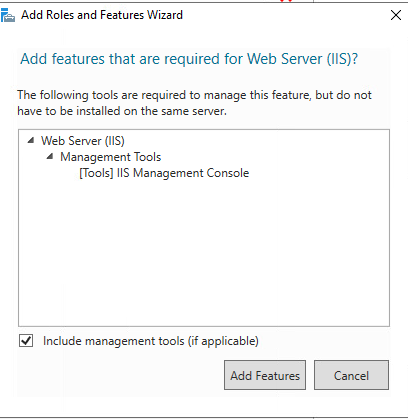 Add Roles and Features Wizard
Add features that are required for Web Server (IIS)?
The following tools are required to manage this feature, but do not
have to be installed on the same server.
Web Server (IIS)
Management Tools
[Tools] IIS Management Console
Include management tools (if applicable)
Add Features
Cancel